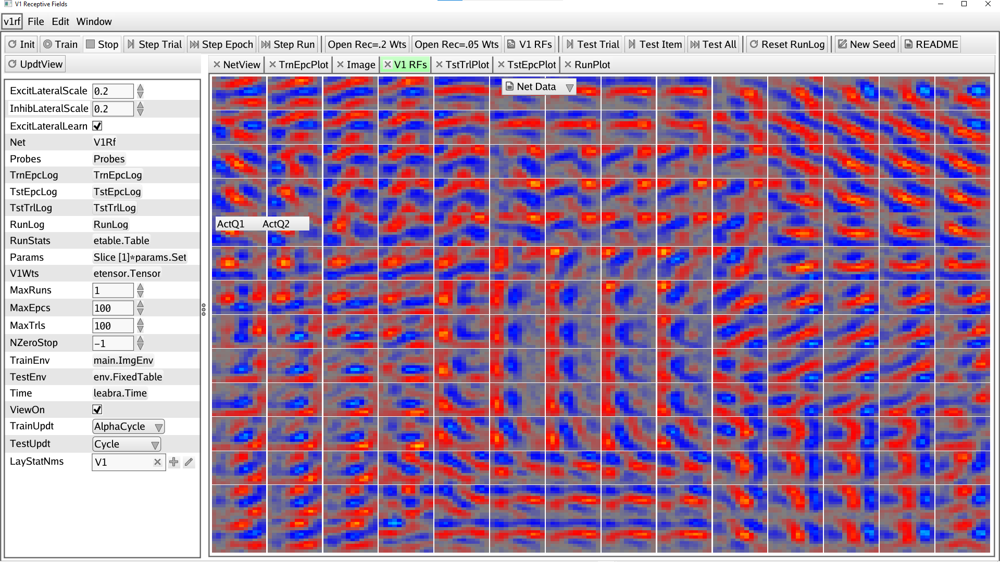 V1 Receptive Fields
v1rf File Edit Window
Init Train Stop Step Trial Step Epoch Step Run Open Rec=.2 Wts Open Rec=.05 Wts V1 RFs Test Trial Test Item Test All Reset RunLog New Seed README
UpdtView
NetView TrnEpcPlot Image V1 RFs TstTrlPlot TstEpcPlot RunPlot
Net Data
ExcitLateralScale 0.2
InhibLateralScale 0.2
ExcitLateralLearn
Net V1Rf
Probes Probes
TrnEpcLog TrnEpcLog
TstEpcLog TstEpcLog
TstTrlLog TstTrlLog
RunLog RunLog
ActQ1 ActQ2
RunStats etable.Table
Params Slice [1]*params.Set
V1Wts etensor.Tensor
MaxRuns 1
MaxEpcs 100
MaxTrls 100
NZeroStop −1
TrainEnv main.ImgEnv
TestEnv env.FixedTable
Time leabra.Time
ViewOn
TrainUpdt AlphaCycle
TestUpdt Cycle
LayStatNms V1